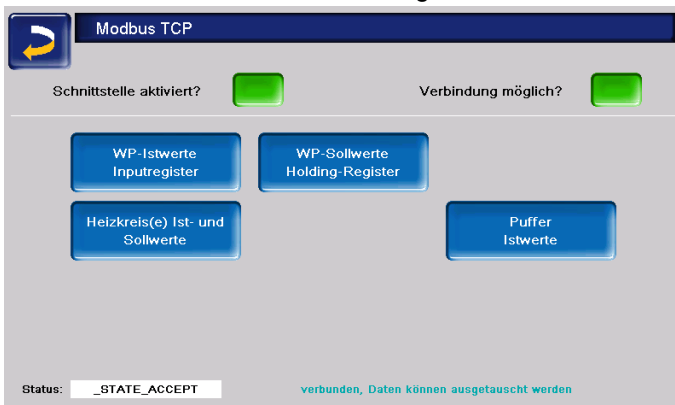 Modbus TCP
Schnittstelle aktiviert?
Verbindung möglich?
WP-Istwerte
Inputregister
WP-Sollwerte
Holding-Register
Heizkreis(e) Ist- und
Sollwerte
Puffer
Istwerte
Status: _STATE_ACCEPT verbunden, Daten können ausgetauscht werden